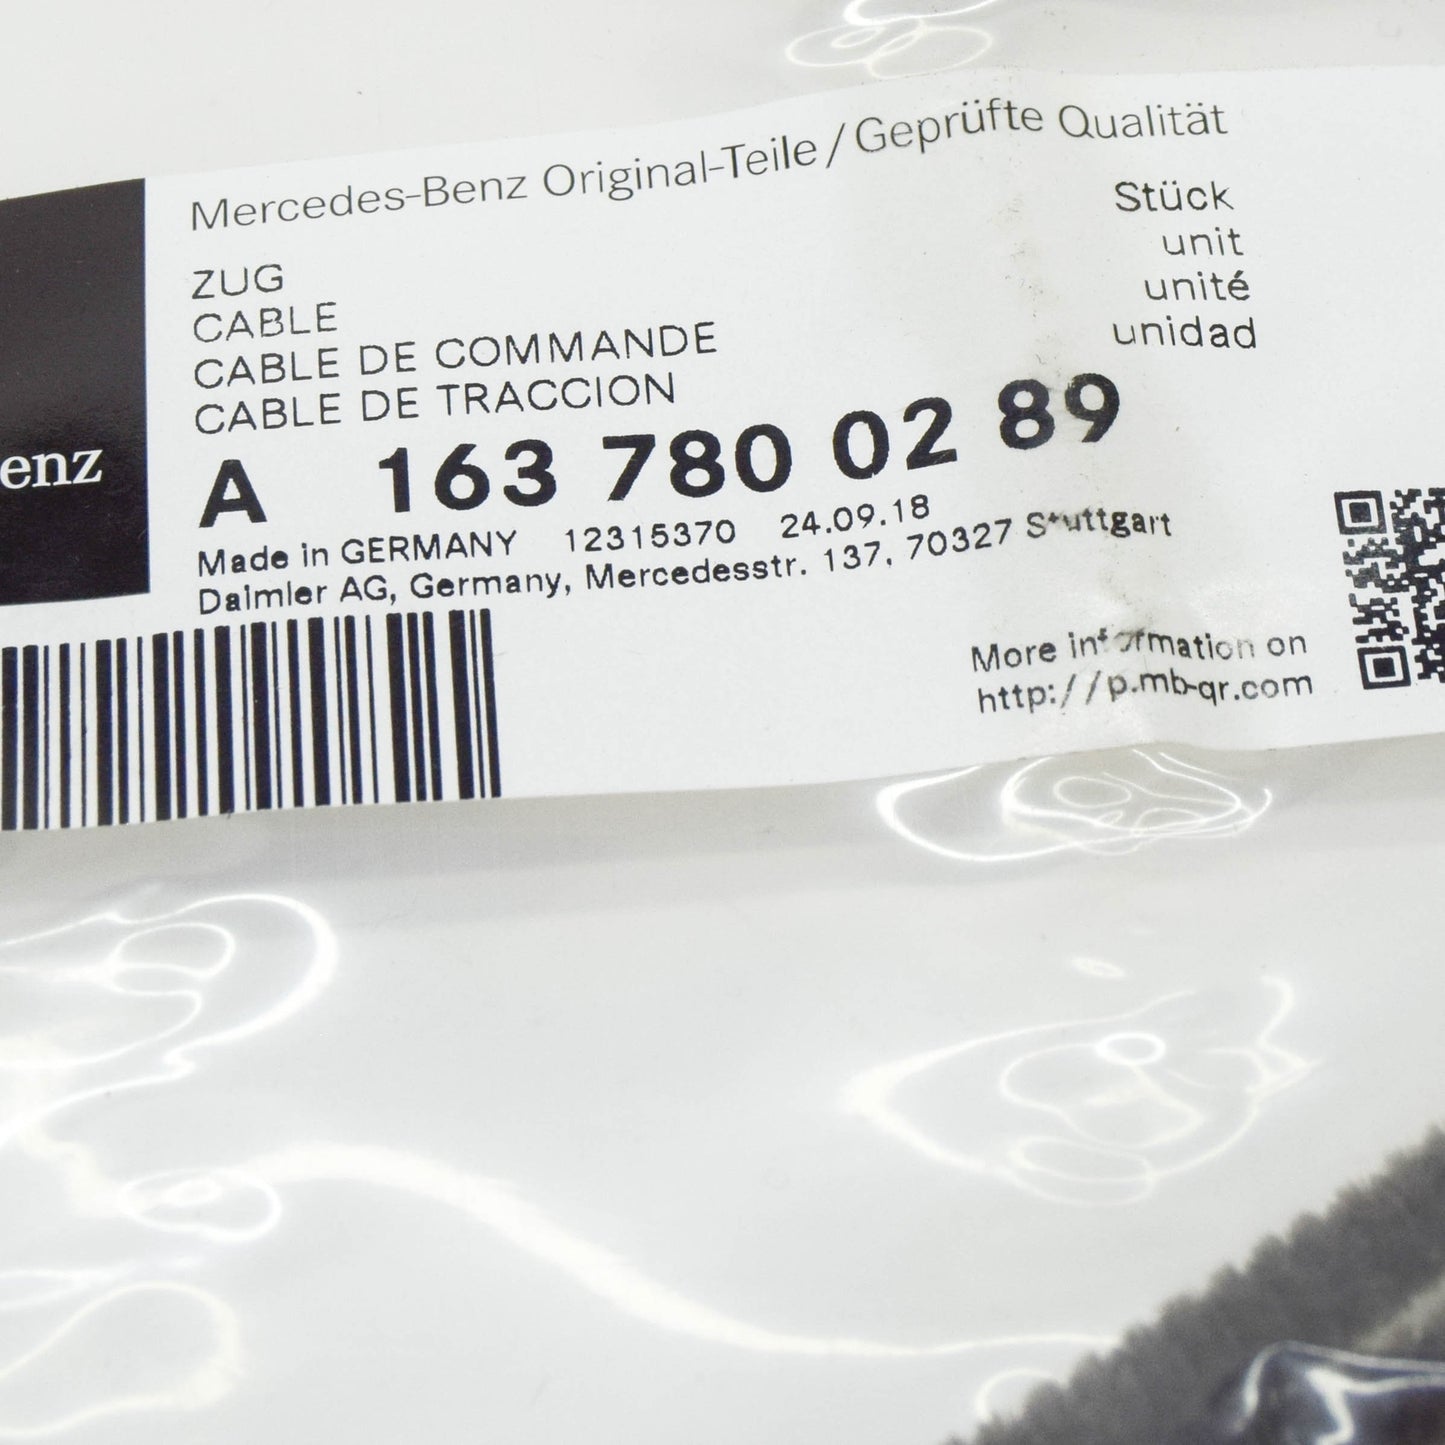 Mercedes-Benz Original-Teile/Geprüfte Qualität
ZUG
CABLE
CABLE DE COMMANDE
CABLE DE TRACCION
Stück
unit
unité
unidad
enz
A 163 780 02 89
Made in GERMANY 12315370 24.09.18
Daimler AG, Germany, Mercedesstr. 137, 70327 Stuttgart
More information on
http://p.mb-qr.com